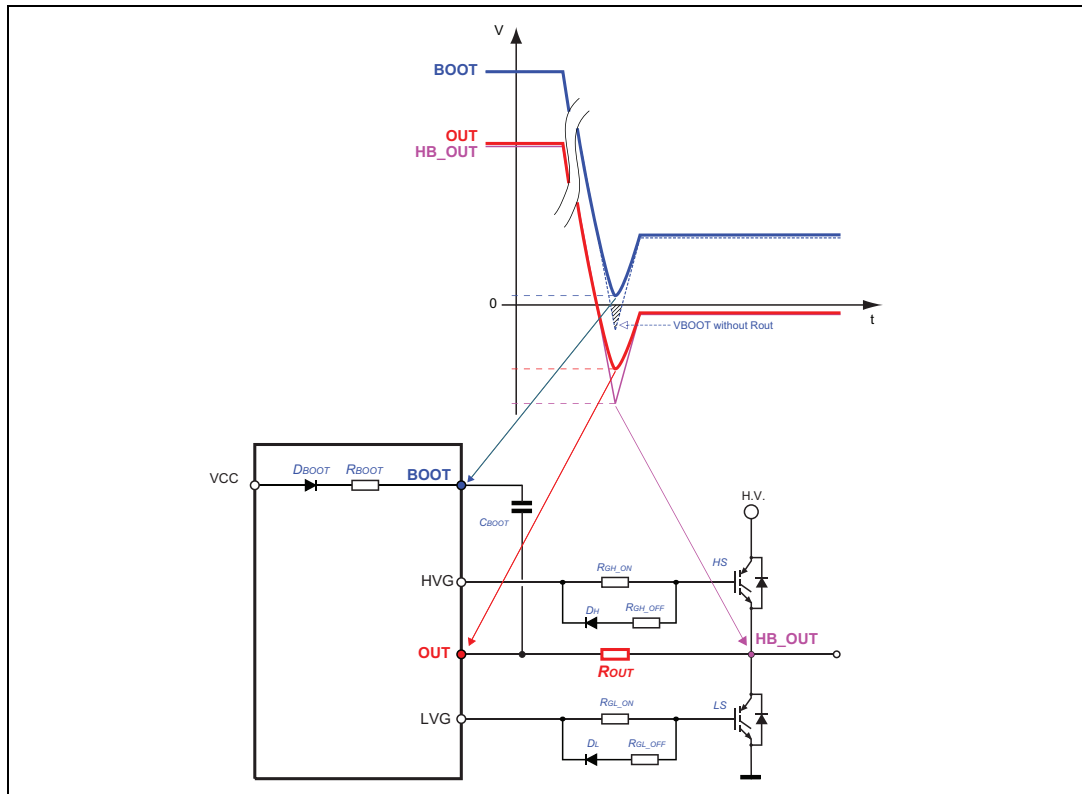 V
BOOT
OUT
HB_OUT
0
VBOOT without Rout
t
VCC
DBOOT
RBOOT
BOOT
CBOOT
H.V.
HVG
RGH_ON
HS
DH
RGH_OFF
OUT
ROUT
HB_OUT
LVG
RGL_ON
LS
DL
RGL_OFF